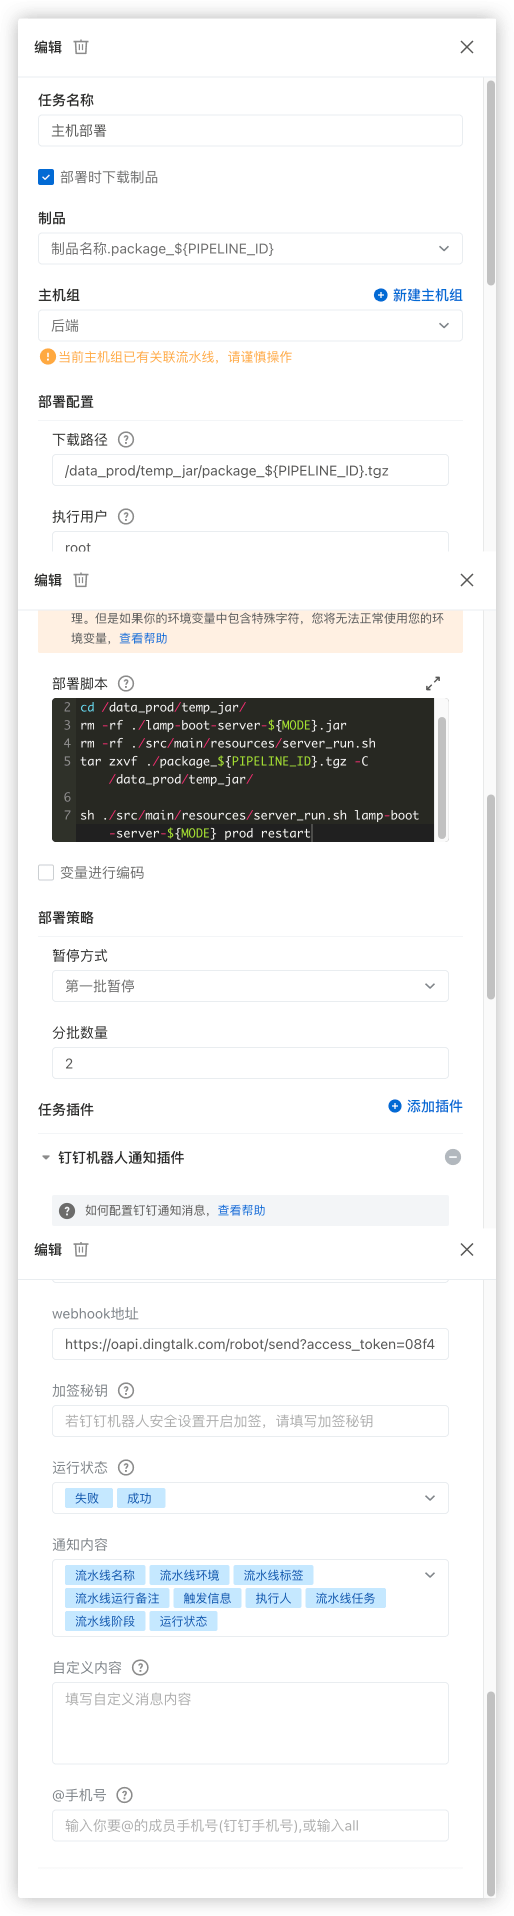 编辑
任务名称
主机部署
部署时下载制品
制品
制品名称.package_${PIPELINE_ID}
主机组
新建主机组
后端
当前主机组已有关联流水线，请谨慎操作
部署配置
下载路径
/data_prod/temp_jar/package_${PIPELINE_ID}.tgz
执行用户
root
编辑
理。但是如果你的环境变量中包含特殊字符，您将无法正常使用您的环
境变量，查看帮助
部署脚本
2 cd /data_prod/temp_jar/
3 rm -rf ./lamp-boot-server-${MODE}.jar
4 rm -rf ./src/main/resources/server_run.sh
5 tar zxvf ./package_${PIPELINE_ID}.tgz -C
/data_prod/temp_jar/
6
7 sh ./src/main/resources/server_run.sh lamp-boot
-server-${MODE} prod restart
变量进行编码
部署策略
暂停方式
第一批暂停
分批数量
2
任务插件
添加插件
钉钉机器人通知插件
如何配置钉钉通知消息，查看帮助
编辑
webhook地址
https://oapi.dingtalk.com/robot/send?access_token=08f4
加签秘钥
若钉钉机器人安全设置开启加签，请填写加签秘钥
运行状态
失败 成功
通知内容
流水线名称 流水线环境 流水线标签
流水线运行备注 触发信息 执行人 流水线任务
流水线阶段 运行状态
自定义内容
填写自定义消息内容
@手机号
输入你要@的成员手机号(钉钉手机号),或输入all